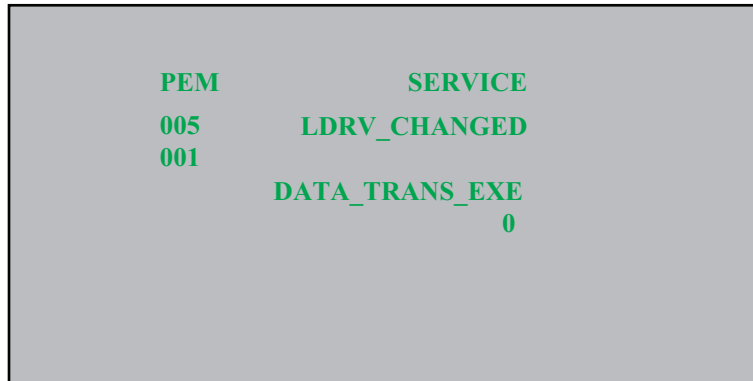 PEM SERVICE
005 LDRV_CHANGED
001
DATA_TRANS_EXE
0